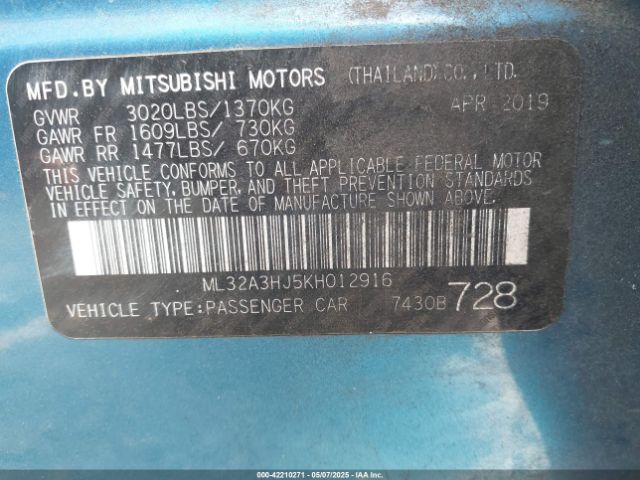 MFD. BY MITSUBISHI MOTORS (THAILAND) CO., LTD.
GVWR 3020LBS/1370KG APR 2019
GAWR FR 1609LBS/ 730KG
GAWR RR 1477LBS/ 670KG
THIS VEHICLE CONFORMS TO ALL APPLICABLE FEDERAL MOTOR
VEHICLE SAFETY, BUMPER, AND THEFT PREVENTION STANDARDS
IN EFFECT ON THE DATE OF MANUFACTURE SHOWN ABOVE.
ML32A3HJ5KH012916
VEHICLE TYPE:PASSENGER CAR 7430B 728
000-42210271 - 05/07/2025 - IAAI.COM